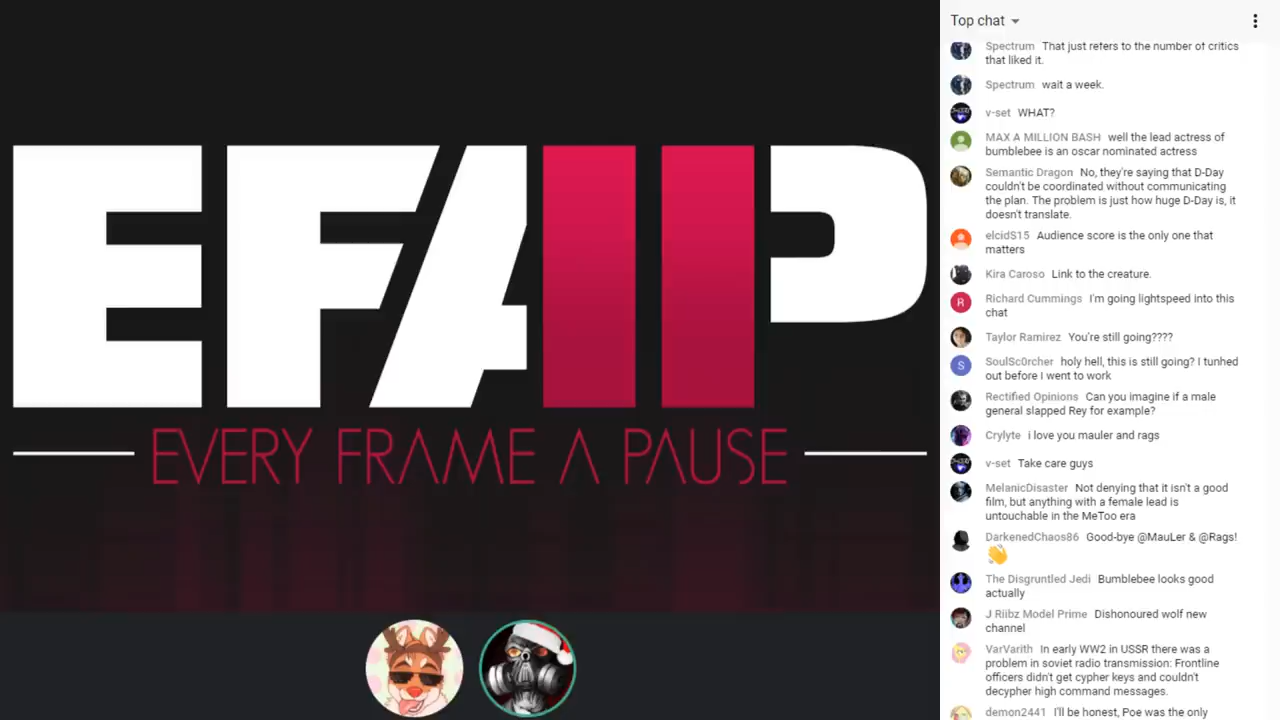 EFAP
EVERY FRAME A PAUSE
Top chat
Spectrum That just refers to the number of critics
that liked it.
Spectrum wait a week.
v-set WHAT?
MAX A MILLION BASH well the lead actress of
bumblebee is an oscar nominated actress
Semantic Dragon No, they're saying that D-Day
couldn't be coordinated without communicating
the plan. The problem is just how huge D-Day is, it
doesn't translate.
elcidS15 Audience score is the only one that
matters
Kira Caroso Link to the creature.
R
Richard Cummings I'm going lightspeed into this
chat
Taylor Ramirez You're still going????
S
SoulSc0rcher holy hell, this is still going? I tunhed
out before I went to work
Rectified Opinions Can you imagine if a male
general slapped Rey for example?
Crylyte i love you mauler and rags
v-set Take care guys
MelanicDisaster Not denying that it isn't a good
film, but anything with a female lead is
untouchable in the MeToo era
DarkenedChaos86 Good-bye @MauLer & @Rags!
The Disgruntled Jedi Bumblebee looks good
actually
J Riibz Model Prime Dishonoured wolf new
channel
VarVarith In early WW2 in USSR there was a
problem in soviet radio transmission: Frontline
officers didn't get cypher keys and couldn't
decypher high command messages.
demon2441 I'll be honest, Poe was the only